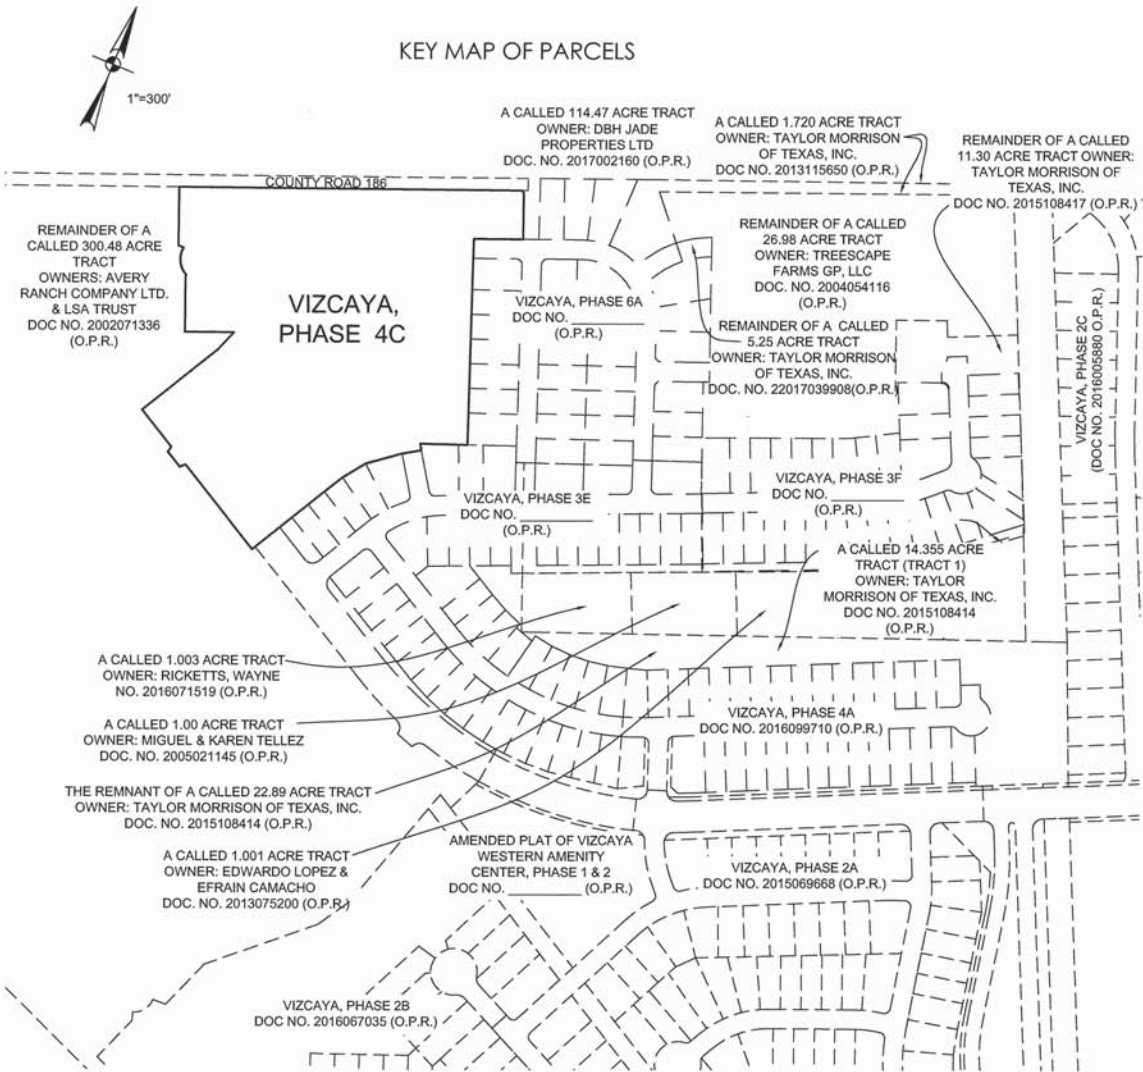 KEY MAP OF PARCELS
1"=300'
A CALLED 114.47 ACRE TRACT
OWNER: DBH JADE
PROPERTIES LTD
DOC. NO. 2017002160 (O.P.R.)
A CALLED 1.720 ACRE TRACT
OWNER: TAYLOR MORRISON
OF TEXAS, INC.
DOC NO. 2013115650 (O.P.R.)
REMAINDER OF A CALLED
11.30 ACRE TRACT OWNER:
TAYLOR MORRISON OF
TEXAS, INC.
DOC NO. 2015108417 (O.P.R.)
COUNTY ROAD 186
REMAINDER OF A
CALLED 300.48 ACRE
TRACT
OWNERS: AVERY
RANCH COMPANY LTD.
& LSA TRUST
DOC NO. 2002071336
(O.P.R.)
VIZCAYA,
PHASE 4C
VIZCAYA, PHASE 6A
DOC NO. ________
(O.P.R.)
REMAINDER OF A CALLED
26.98 ACRE TRACT
OWNER: TREESCAPE
FARMS GP, LLC
DOC. NO. 2004054116
(O.P.R.)
REMAINDER OF A CALLED
5.25 ACRE TRACT
OWNER: TAYLOR MORRISON
OF TEXAS, INC.
DOC. NO. 22017039908(O.P.R.)
VIZCAYA, PHASE 2C
(DOC NO. 2016005880 O.P.R.)
VIZCAYA, PHASE 3E
DOC NO. ________
(O.P.R.)
VIZCAYA, PHASE 3F
DOC NO. ________
(O.P.R.)
A CALLED 14.355 ACRE
TRACT (TRACT 1)
OWNER: TAYLOR
MORRISON OF TEXAS, INC.
DOC NO. 2015108414
(O.P.R.)
A CALLED 1.003 ACRE TRACT
OWNER: RICKETTS, WAYNE
NO. 2016071519 (O.P.R.)
A CALLED 1.00 ACRE TRACT
OWNER: MIGUEL & KAREN TELLEZ
DOC. NO. 2005021145 (O.P.R.)
THE REMNANT OF A CALLED 22.89 ACRE TRACT
OWNER: TAYLOR MORRISON OF TEXAS, INC.
DOC. NO. 2015108414 (O.P.R.)
A CALLED 1.001 ACRE TRACT
OWNER: EDWARDO LOPEZ &
EFRAIN CAMACHO
DOC. NO. 2013075200 (O.P.R.)
VIZCAYA, PHASE 4A
DOC NO. 2016099710 (O.P.R.)
AMENDED PLAT OF VIZCAYA
WESTERN AMENITY
CENTER, PHASE 1 & 2
DOC NO. ________ (O.P.R.)
VIZCAYA, PHASE 2A
DOC NO. 2015069668 (O.P.R.)
VIZCAYA, PHASE 2B
DOC NO. 2016067035 (O.P.R.)